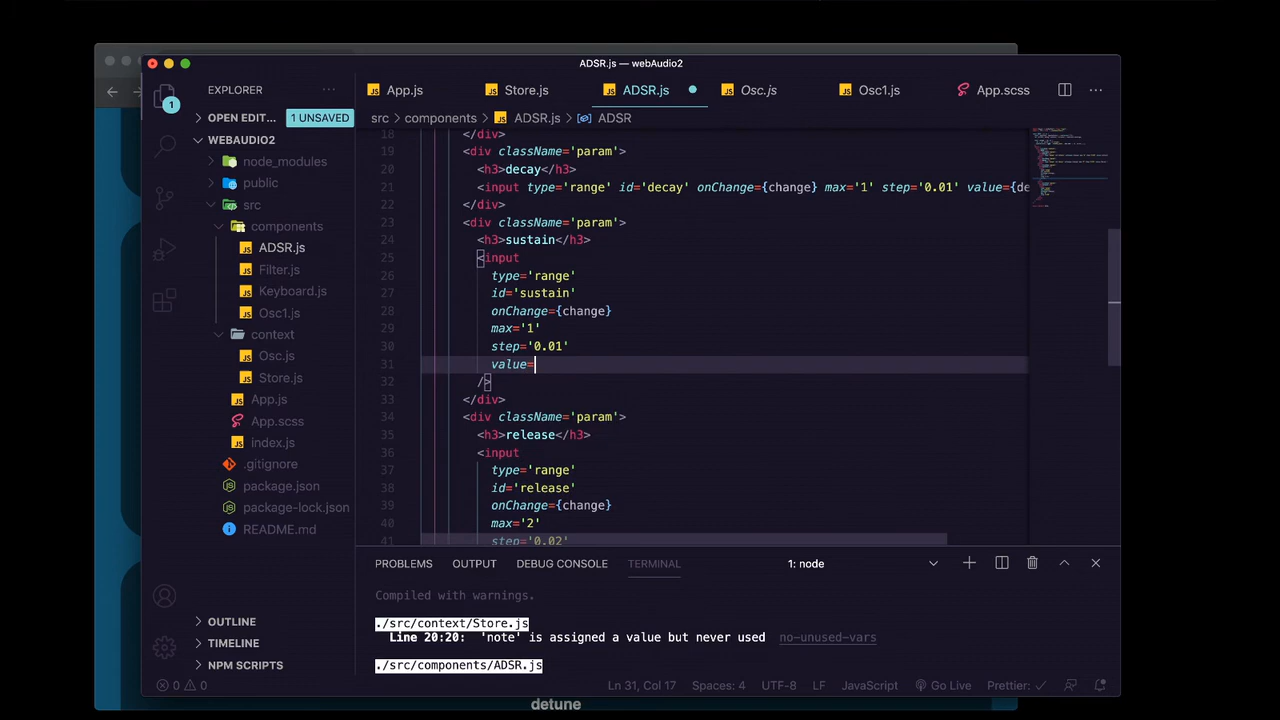 ADSR.js — webAudio2
EXPLORER
App.js
Store.js
ADSR.js
Osc.js
Osc1.js
App.scss
1
OPEN EDIT...
1 UNSAVED
src
components
ADSR.js
ADSR
WEBAUDIO2
node_modules
public
src
components
ADSR.js
Filter.js
Keyboard.js
Osc1.js
context
Osc.js
Store.js
App.js
App.scss
index.js
.gitignore
package.json
package-lock.json
README.md
OUTLINE
TIMELINE
NPM SCRIPTS
18 </div>
19 <div className='param'>
20 <h3>decay</h3>
21 <input type='range' id='decay' onChange={change} max='1' step='0.01' value={de
22 </div>
23 <div className='param'>
24 <h3>sustain</h3>
25 <input
26 type='range'
27 id='sustain'
28 onChange={change}
29 max='1'
30 step='0.01'
31 value=
32 />
33 </div>
34 <div className='param'>
35 <h3>release</h3>
36 <input
37 type='range'
38 id='release'
39 onChange={change}
40 max='2'
41 step='0.02'
PROBLEMS
OUTPUT
DEBUG CONSOLE
TERMINAL
1: node
Compiled with warnings.
./src/context/Store.js
Line 20:20: 'note' is assigned a value but never used no-unused-vars
./src/components/ADSR.js
0
0
Ln 31, Col 17
Spaces: 4
UTF-8
LF
JavaScript
Go Live
Prettier: ✓
detune